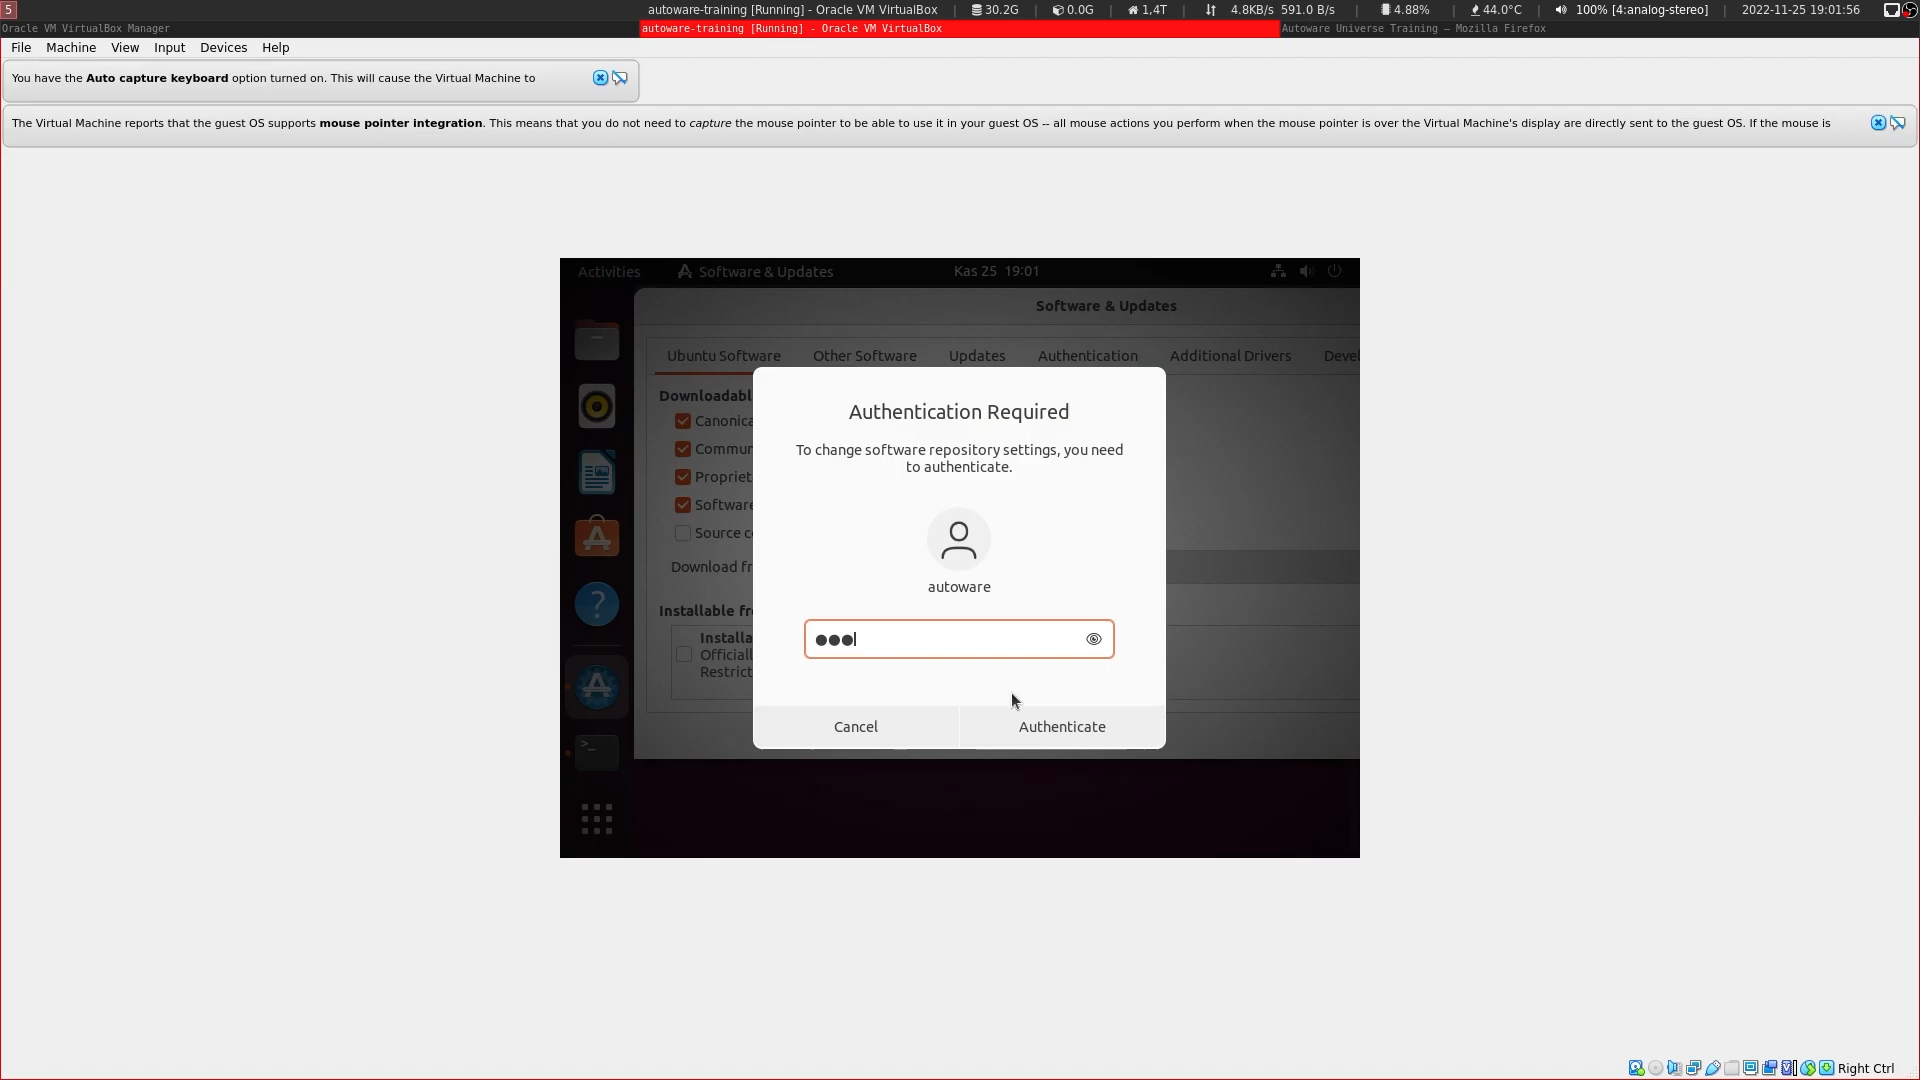 5
autoware-training [Running] - Oracle VM VirtualBox
30.2G
0.0G
1,4T
4.8KB/s 591.0 B/s
4.88%
44.0°C
100% [4:analog-stereo]
2022-11-25 19:01:56
Oracle VM VirtualBox Manager
autoware-training [Running] - Oracle VM VirtualBox
Autoware Universe Training — Mozilla Firefox
File Machine View Input Devices Help
You have the Auto capture keyboard option turned on. This will cause the Virtual Machine to
The Virtual Machine reports that the guest OS supports mouse pointer integration. This means that you do not need to capture the mouse pointer to be able to use it in your guest OS -- all mouse actions you perform when the mouse pointer is over the Virtual Machine's display are directly sent to the guest OS. If the mouse is
Activities
Software & Updates
Kas 25 19:01
Software & Updates
Ubuntu Software
Other Software
Updates
Authentication
Additional Drivers
Devel
Downloadabl
Canonica
Commun
Propriet
Software
Source c
Download fr
Installable fr
Installa
Officiall
Restrict
Authentication Required
To change software repository settings, you need
to authenticate.
autoware
Cancel
Authenticate
Right Ctrl